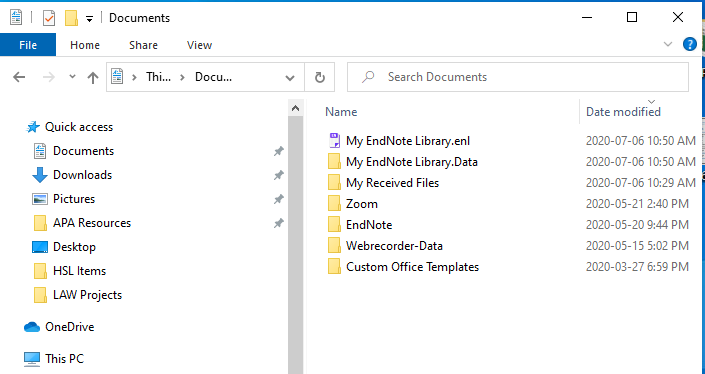 Documents
File Home Share View
Thi... Docu... Search Documents
Name Date modified
Quick access
Documents
Downloads
Pictures
APA Resources
Desktop
HSL Items
LAW Projects
OneDrive
This PC
My EndNote Library.enl 2020-07-06 10:50 AM
My EndNote Library.Data 2020-07-06 10:50 AM
My Received Files 2020-07-06 10:29 AM
Zoom 2020-05-21 2:40 PM
EndNote 2020-05-20 9:44 PM
Webrecorder-Data 2020-05-15 5:02 PM
Custom Office Templates 2020-03-27 6:59 PM